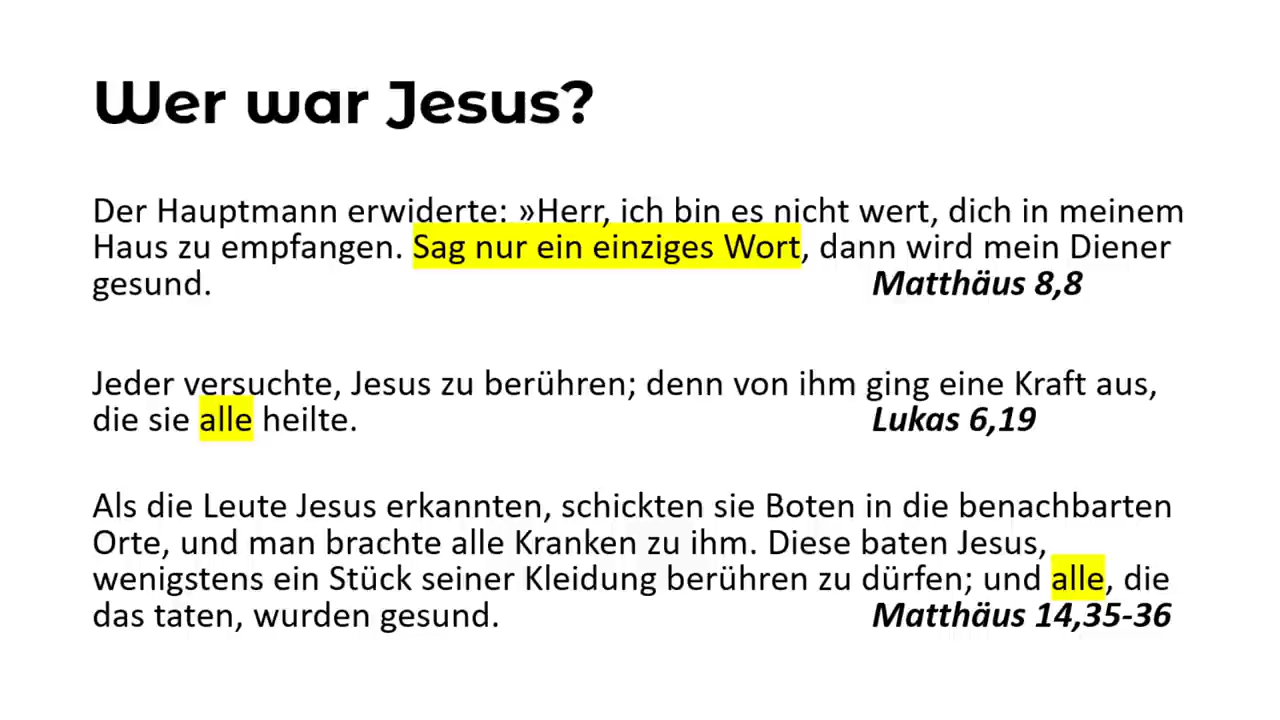 Wer war Jesus?
Der Hauptmann erwiderte: »Herr, ich bin es nicht wert, dich in meinem
Haus zu empfangen. Sag nur ein einziges Wort, dann wird mein Diener
gesund. Matthäus 8,8
Jeder versuchte, Jesus zu berühren; denn von ihm ging eine Kraft aus,
die sie alle heilte. Lukas 6,19
Als die Leute Jesus erkannten, schickten sie Boten in die benachbarten
Orte, und man brachte alle Kranken zu ihm. Diese baten Jesus,
wenigstens ein Stück seiner Kleidung berühren zu dürfen; und alle, die
das taten, wurden gesund. Matthäus 14,35-36